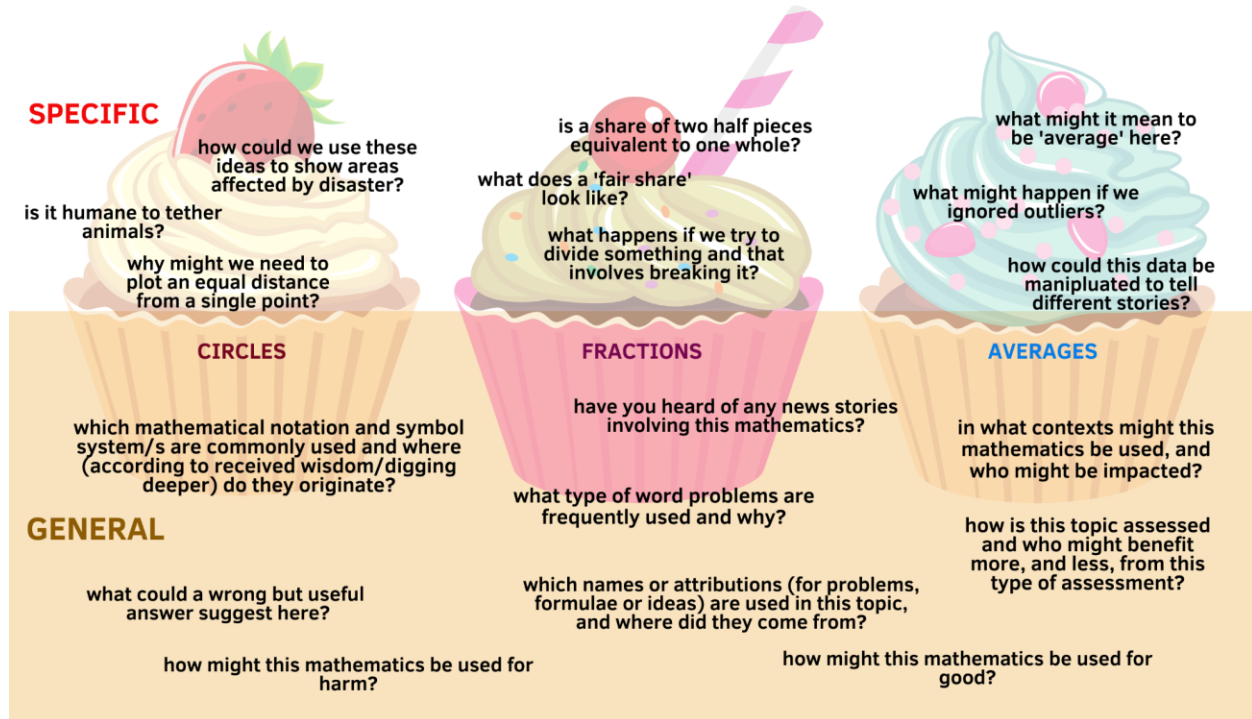 SPECIFIC
how could we use these
ideas to show areas
affected by disaster?
is it humane to tether
animals?
why might we need to
plot an equal distance
from a single point?
is a share of two half pieces
equivalent to one whole?
what does a 'fair share'
look like?
what happens if we try to
divide something and that
involves breaking it?
what might it mean to
be 'average' here?
what might happen if we
ignored outliers?
how could this data be
manipluated to tell
different stories?
CIRCLES
FRACTIONS
AVERAGES
which mathematical notation and symbol
system/s are commonly used and where
(according to received wisdom/digging
deeper) do they originate?
have you heard of any news stories
involving this mathematics?
in what contexts might this
mathematics be used, and
who might be impacted?
what type of word problems are
frequently used and why?
GENERAL
how is this topic assessed
and who might benefit
more, and less, from this
type of assessment?
what could a wrong but useful
answer suggest here?
which names or attributions (for problems,
formulae or ideas) are used in this topic,
and where did they come from?
how might this mathematics be used for
harm?
how might this mathematics be used for
good?